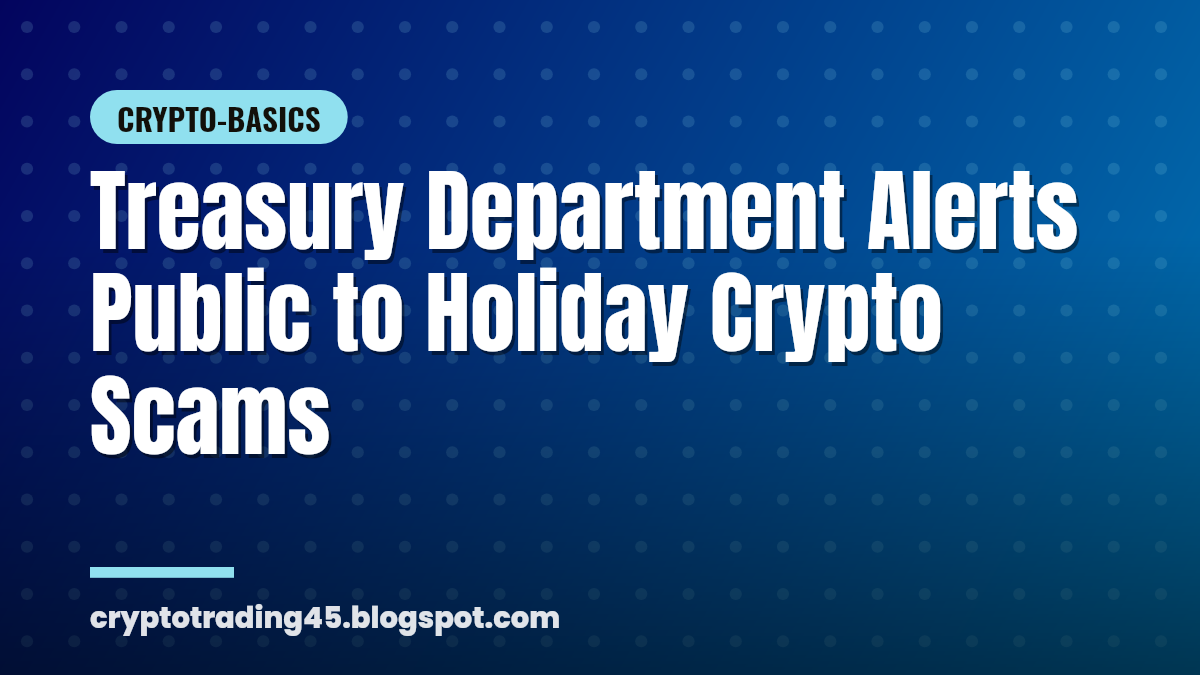 CRYPTO-BASICS
Treasury Department Alerts
Public to Holiday Crypto
Scams
cryptotrading45.blogspot.com